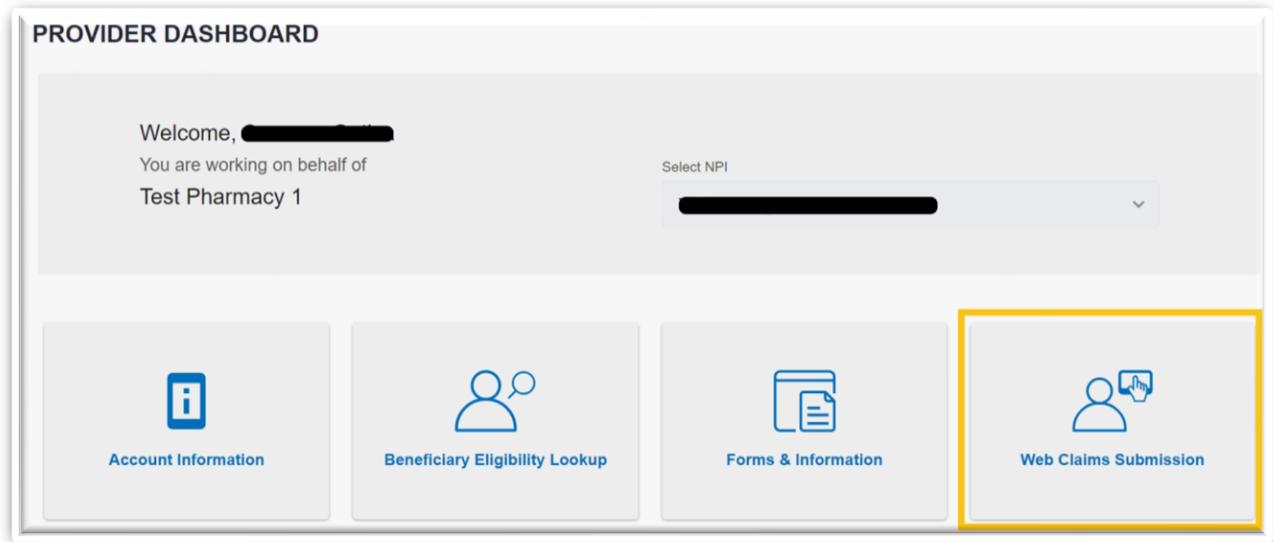 PROVIDER DASHBOARD
Welcome,
You are working on behalf of
Test Pharmacy 1
Select NPI
Account Information
Beneficiary Eligibility Lookup
Forms & Information
Web Claims Submission